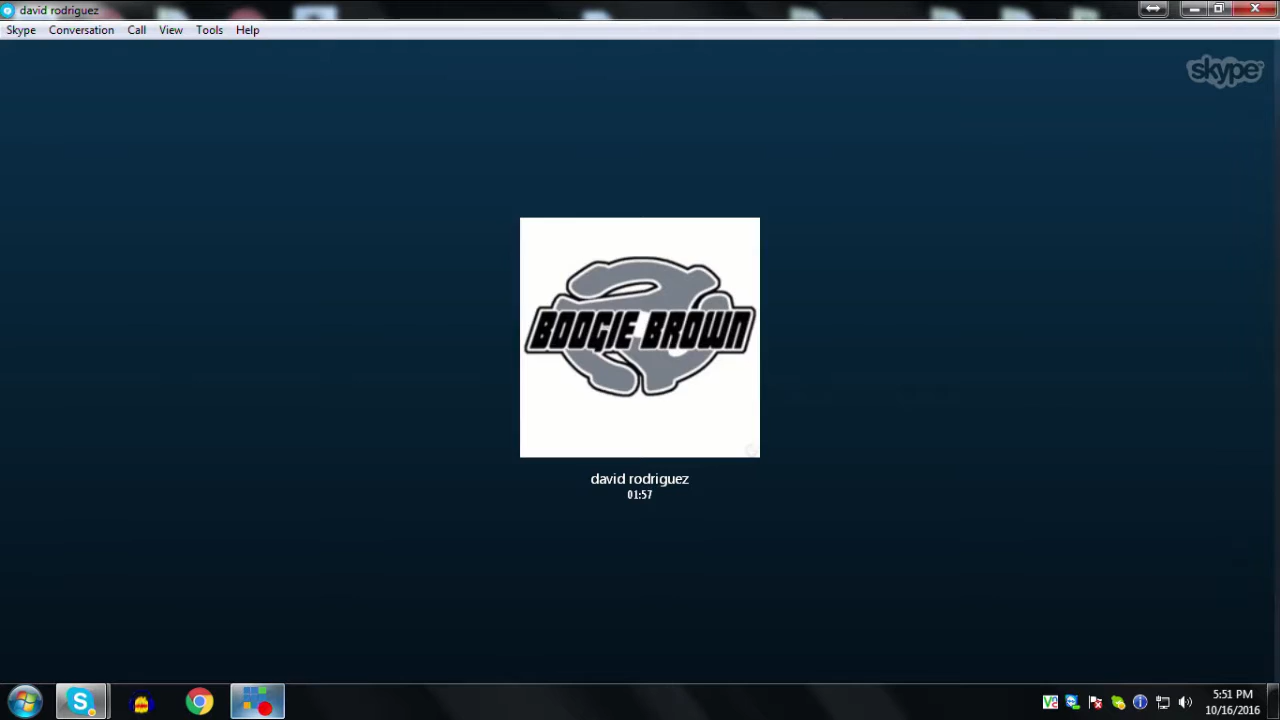 david rodriguez
Skype Conversation Call View Tools Help
skype
BOOGIE BROWN
david rodriguez
01:57
5:51 PM
10/16/2016